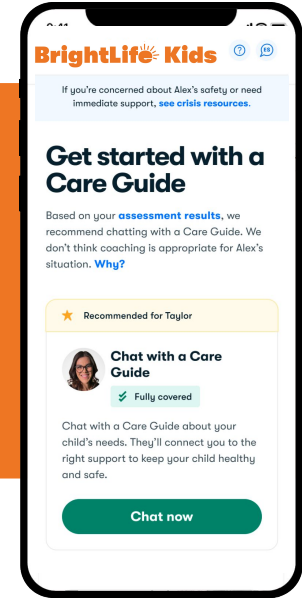 BrightLife Kids
?
ES
If you're concerned about Alex's safety or need
immediate support, see crisis resources.
Get started with a
Care Guide
Based on your assessment results, we
recommend chatting with a Care Guide. We
don't think coaching is appropriate for Alex's
situation. Why?
Recommended for Taylor
Chat with a Care
Guide
Fully covered
Chat with a Care Guide about your
child's needs. They'll connect you to the
right support to keep your child healthy
and safe.
Chat now